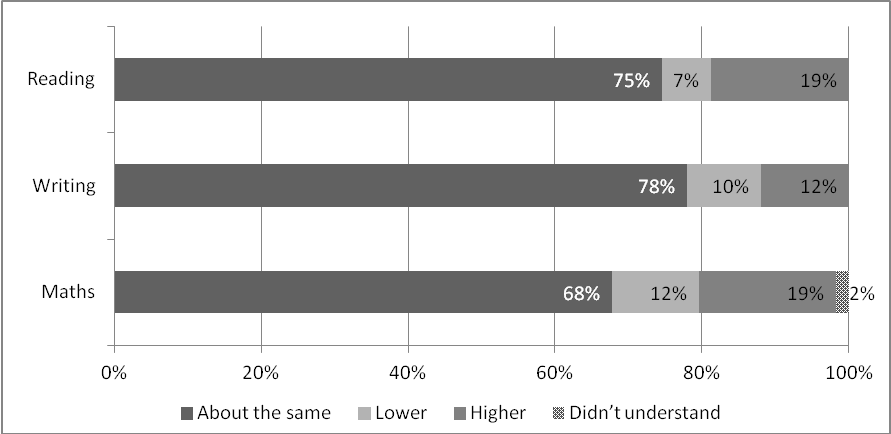 Reading 75% 7% 19%
Writing 78% 10% 12%
Maths 68% 12% 19% 2%
0% 20% 40% 60% 80% 100%
About the same Lower Higher Didn’t understand